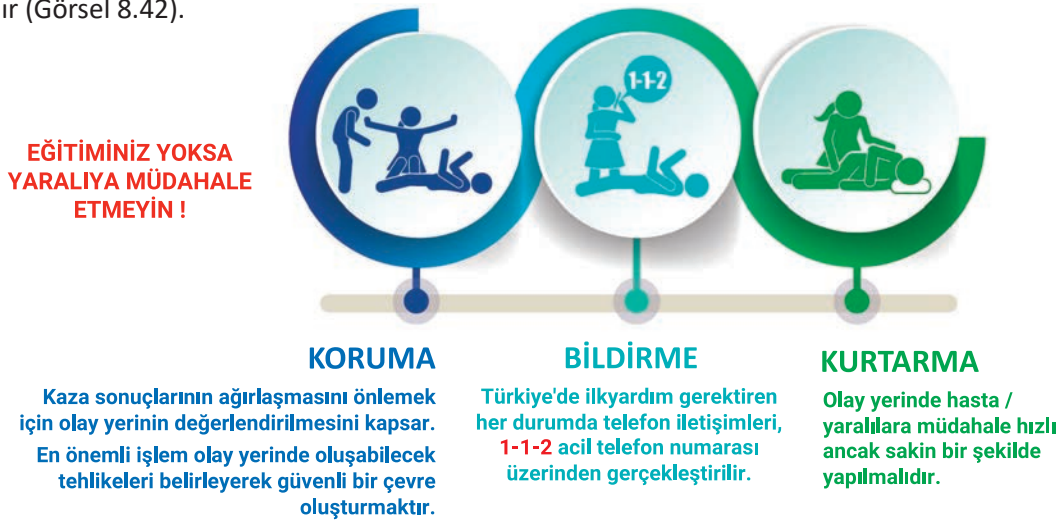 ır (Görsel 8.42).
1-1-2
EĞİTİMİNİZ YOKSA
YARALIYA MÜDAHALE
ETMEYİN !
KORUMA
Kaza sonuçlarının ağırlaşmasını önlemek
için olay yerinin değerlendirilmesini kapsar.
En önemli işlem olay yerinde oluşabilecek
tehlikeleri belirleyerek güvenli bir çevre
oluşturmaktır.
BİLDİRME
Türkiye'de ilkyardım gerektiren
her durumda telefon iletişimleri,
1-1-2 acil telefon numarası
üzerinden gerçekleştirilir.
KURTARMA
Olay yerinde hasta /
yaralılara müdahale hızlı
ancak sakin bir şekilde
yapılmalıdır.